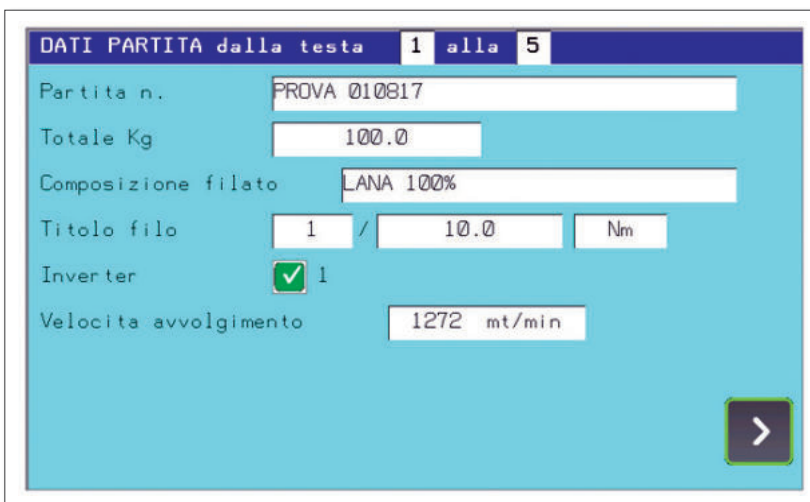 DATI PARTITA dalla testa 1 alla 5
Partita n. PROVA 010817
Totale Kg 100.0
Composizione filato LANA 100%
Titolo filo 1 / 10.0 Nm
Inverter 1
Velocita avvolgimento 1272 mt/min